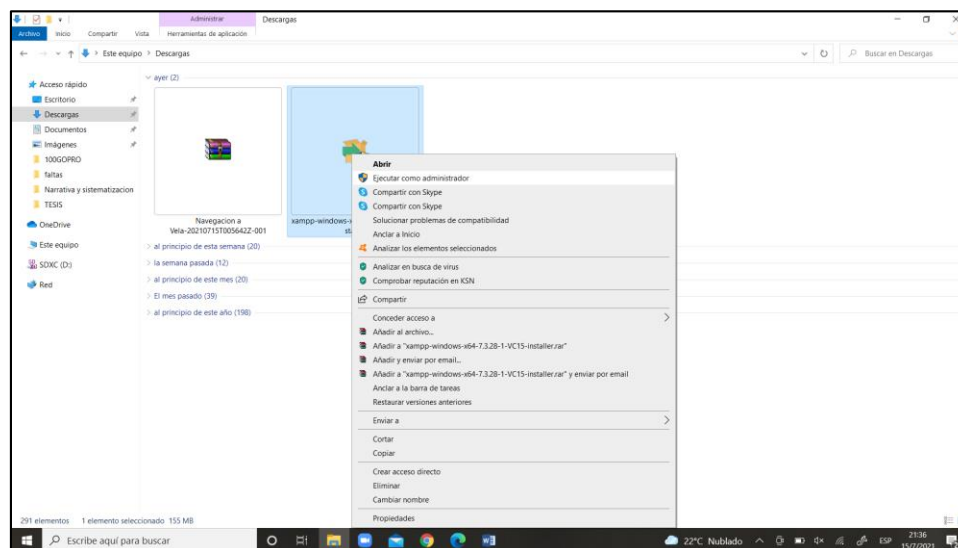 Administrar
Descargas
Archivo
Inicio
Compartir
Vista
Herramientas de aplicación
Este equipo > Descargas
Buscar en Descargas
Acceso rápido
Escritorio
Descargas
Documentos
Imágenes
100GOPRO
faltas
Narrativa y sistematizacion
TESIS
OneDrive
Este equipo
SDXC (D:)
Red
ayer (2)
Navegacion a
Vela-20210715T005642Z-001
xampp-windows-x
al principio de esta semana (20)
la semana pasada (12)
al principio de este mes (20)
El mes pasado (39)
al principio de este año (198)
Abrir
Ejecutar como administrador
Compartir con Skype
Compartir con Skype
Solucionar problemas de compatibilidad
Anclar a Inicio
Analizar los elementos seleccionados
Analizar en busca de virus
Comprobar reputación en KSN
Compartir
Conceder acceso a
Añadir al archivo...
Añadir a "xampp-windows-x64-7.3.28-1-VC15-installer.rar"
Añadir y enviar por email...
Añadir a "xampp-windows-x64-7.3.28-1-VC15-installer.rar" y enviar por email
Anclar a la barra de tareas
Restaurar versiones anteriores
Enviar a
Cortar
Copiar
Crear acceso directo
Eliminar
Cambiar nombre
Propiedades
291 elementos
1 elemento seleccionado 155 MB
Escribe aquí para buscar
22°C Nublado
ESP
21:36
15/7/2021